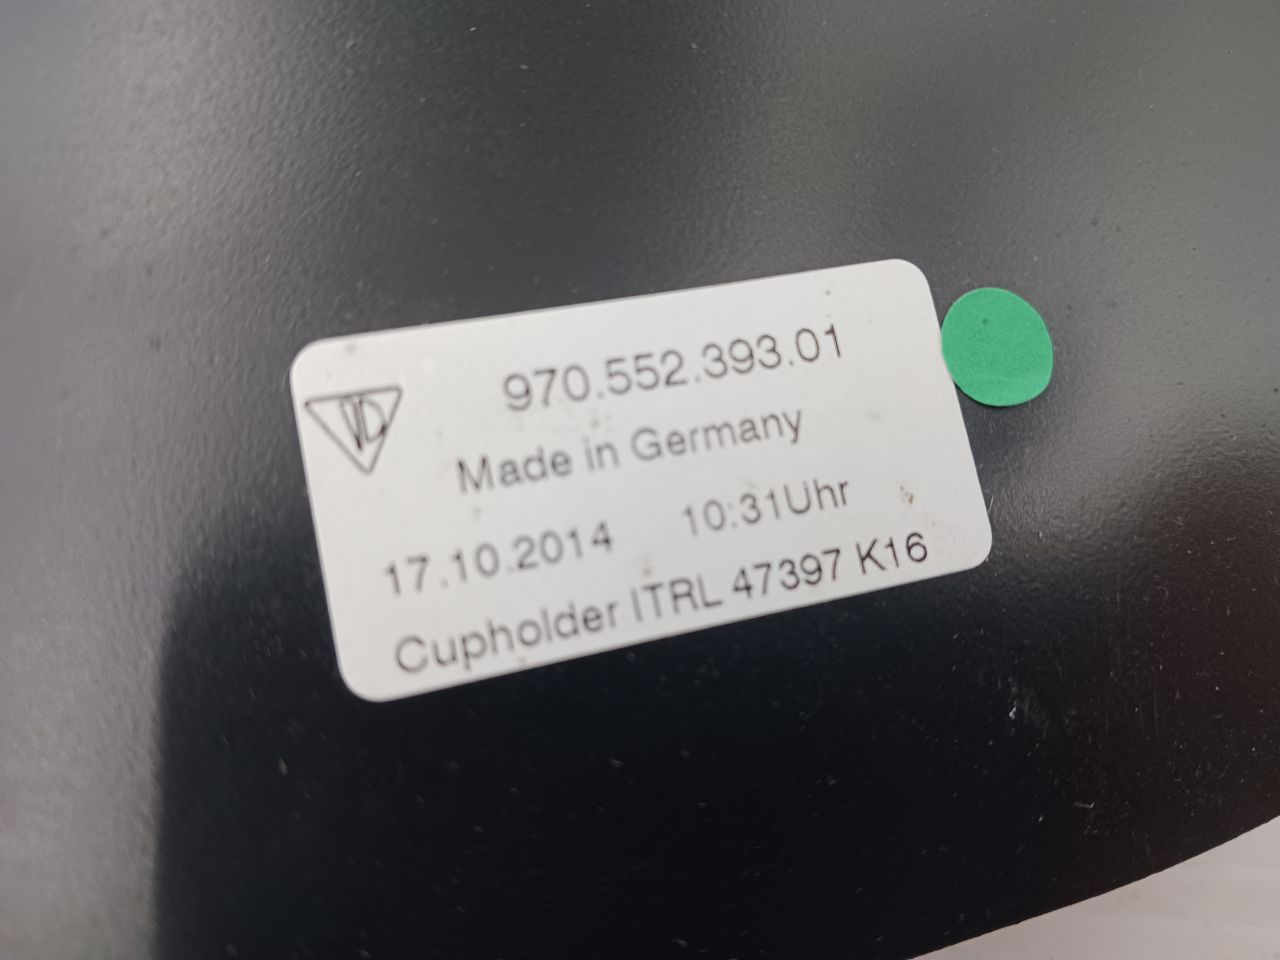 970.552.393.01
Made in Germany
17.10.2014 10:31Uhr
Cupholder ITRL 47397 K16